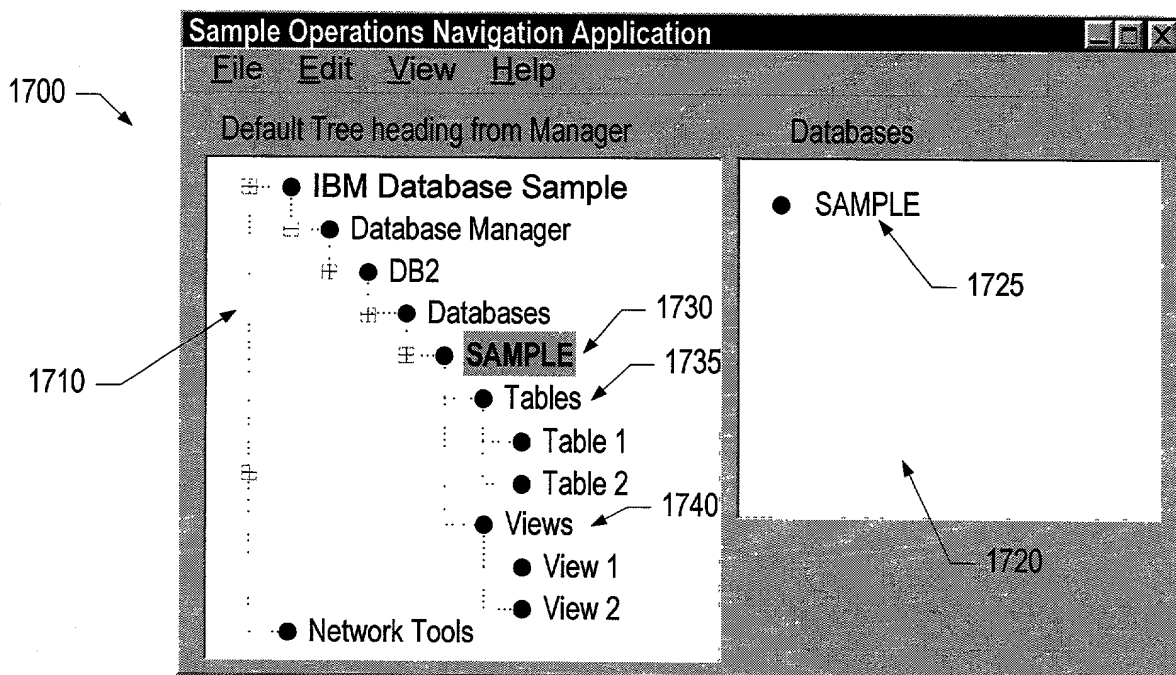 Sample Operations Navigation Application
File Edit View Help
1700
Default Tree heading from Manager
Databases
IBM Database Sample
SAMPLE
Database Manager
DB2
1725
Databases
1730
SAMPLE
1735
1710
Tables
Table 1
Table 2
1740
Views
1720
View 1
View 2
Network Tools